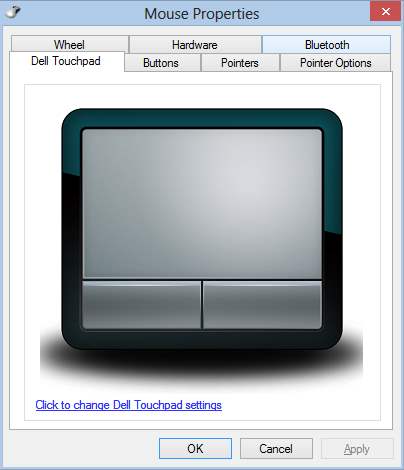 Mouse Properties
Wheel Hardware Bluetooth
Dell Touchpad Buttons Pointers Pointer Options
Click to change Dell Touchpad settings
OK Cancel Apply